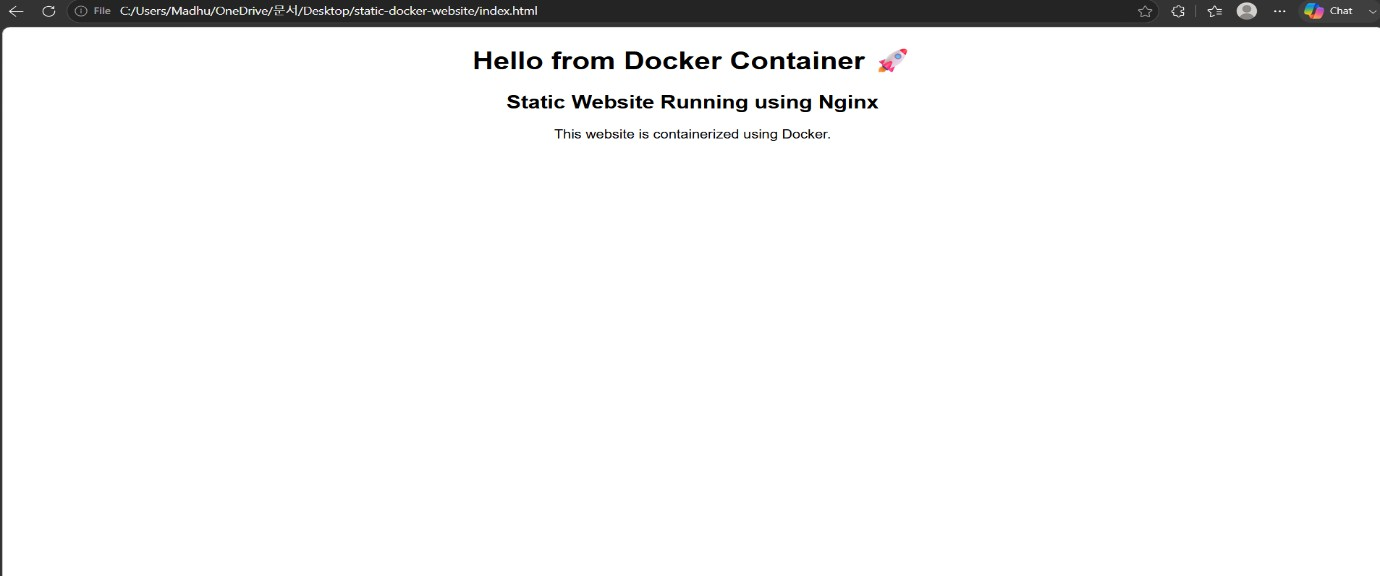 File C:/Users/Madhu/OneDrive/문서/Desktop/static-docker-website/index.html
Chat
Hello from Docker Container 🚀
Static Website Running using Nginx
This website is containerized using Docker.